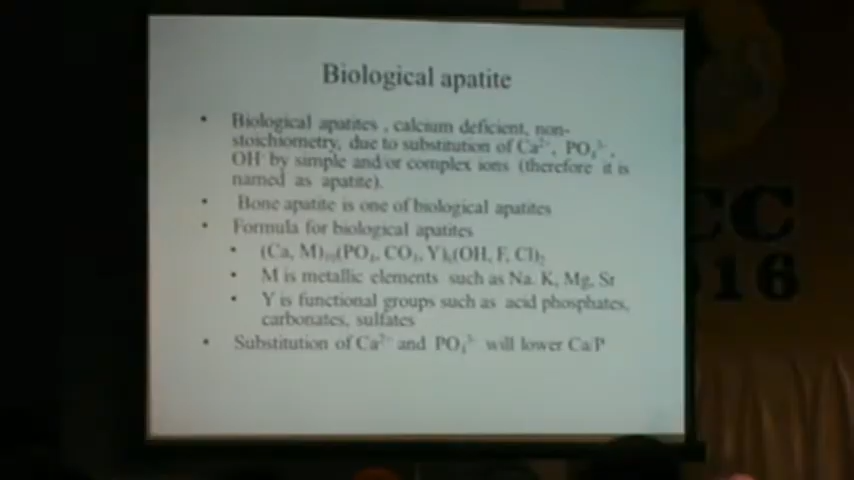 Biological apatite
• Biological apatites , calcium deficient, non-
stoichiometry, due to substitution of Ca²⁺, PO₄³⁻,
OH⁻ by simple and/or complex ions (therefore it is
named as apatite).
• Bone apatite is one of biological apatites
• Formula for biological apatites
• (Ca, M)₁₀(PO₄, CO₃, Y)₆(OH, F, Cl)₂
• M is metallic elements such as Na, K, Mg, Sr
• Y is functional groups such as acid phosphates,
carbonates, sulfates
• Substitution of Ca²⁺ and PO₄³⁻ will lower Ca/P
CC
16